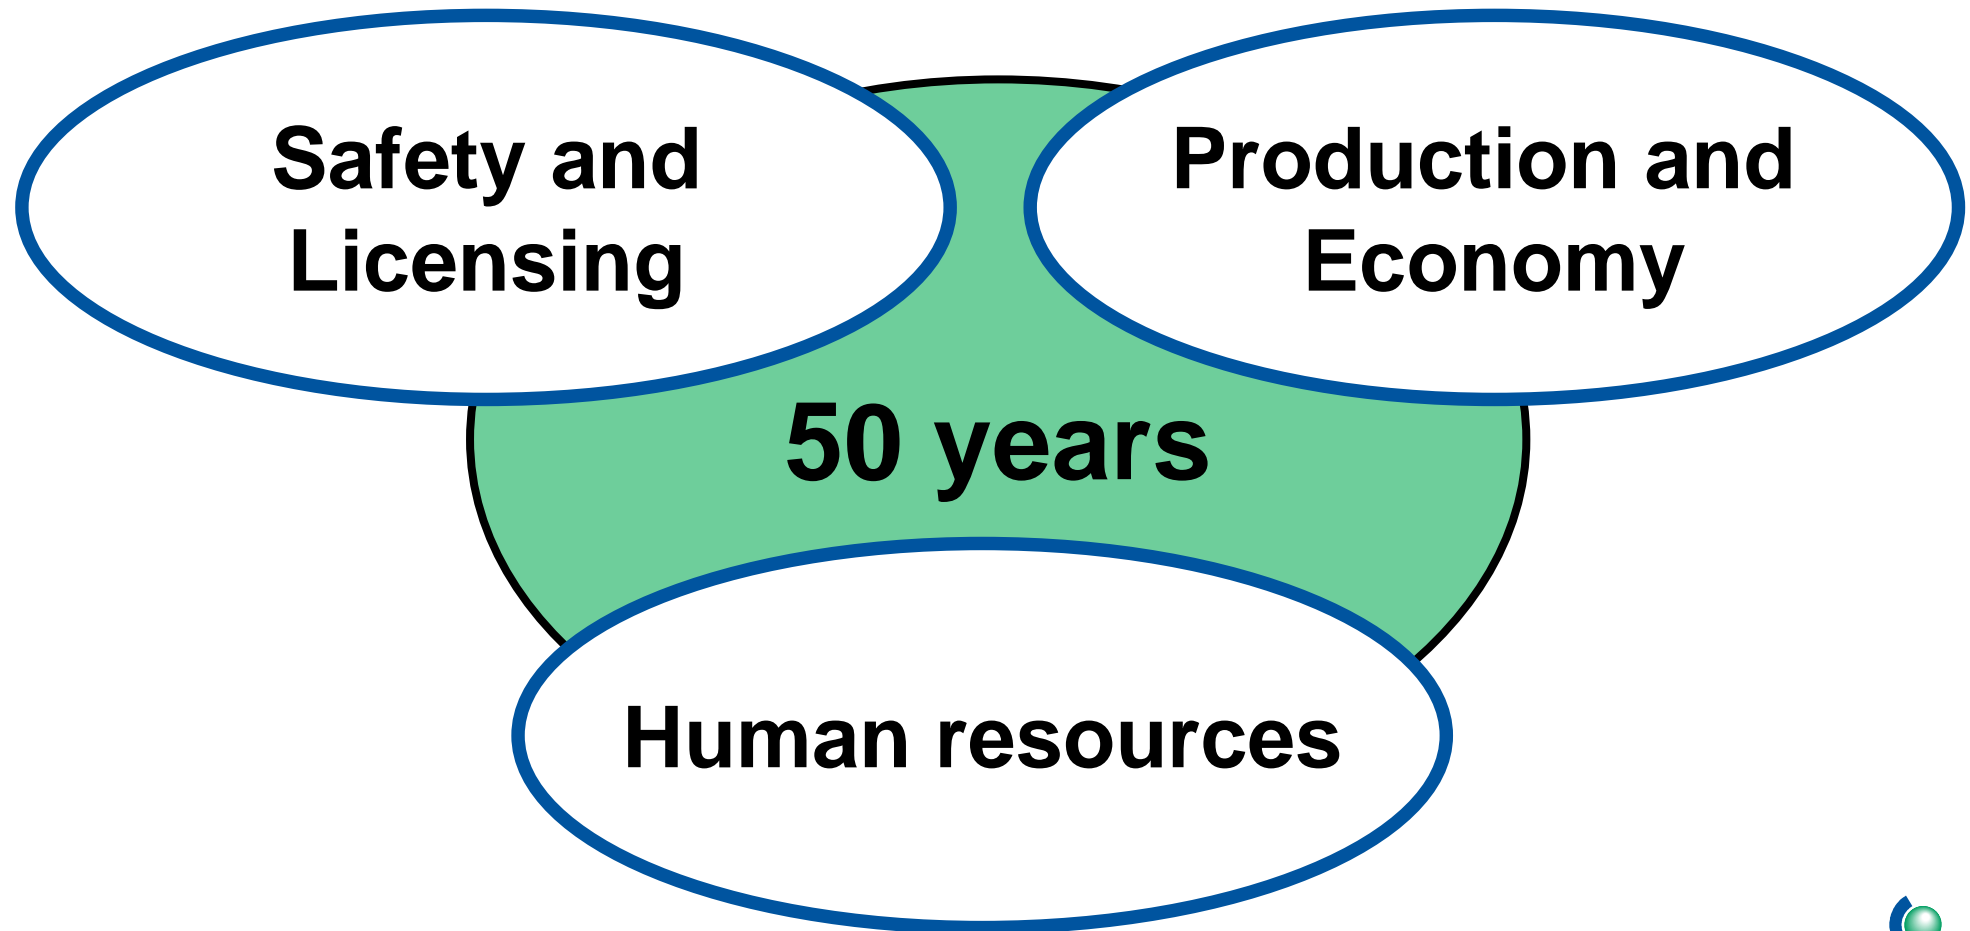 Safety and
Licensing
Production and
Economy
50 years
Human resources